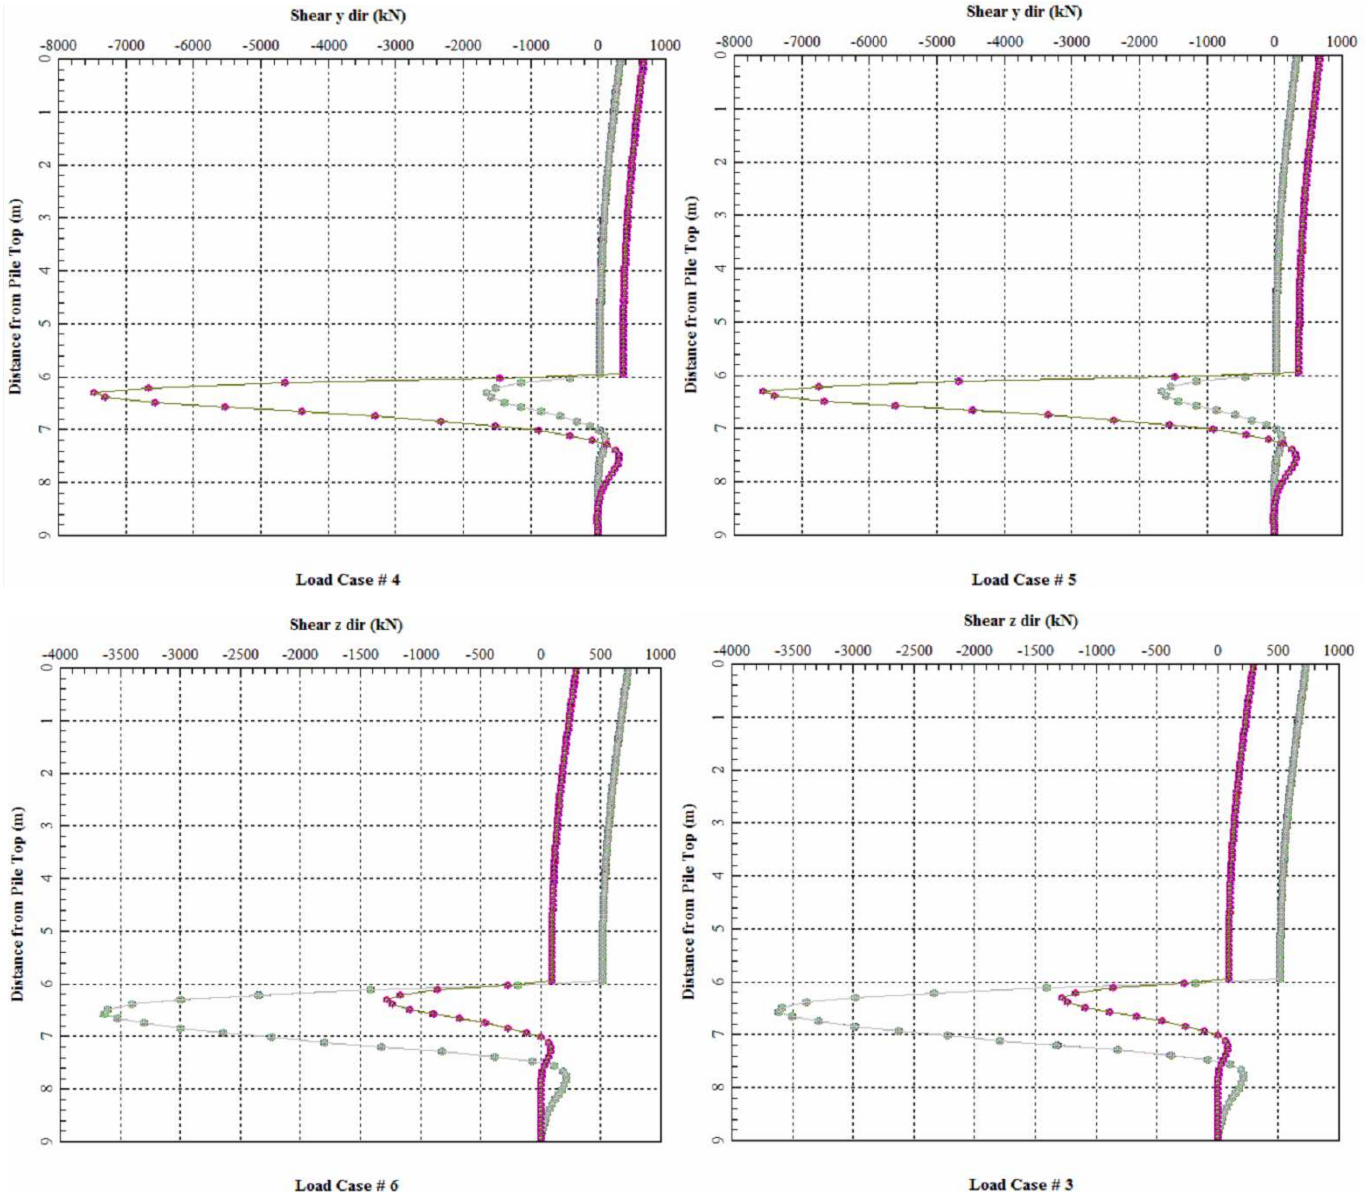 Shear y dir (kN)
-8000 -7000 -6000 -5000 -4000 -3000 -2000 -1000 0 1000
Distance from Pile Top (m)
0
1
2
3
4
5
6
7
8
9
Load Case # 4
Shear y dir (kN)
-8000 -7000 -6000 -5000 -4000 -3000 -2000 -1000 0 1000
Distance from Pile Top (m)
0
1
2
3
4
5
6
7
8
9
Load Case # 5
Shear z dir (kN)
-4000 -3500 -3000 -2500 -2000 -1500 -1000 -500 0 500 1000
Distance from Pile Top (m)
0
1
2
3
4
5
6
7
8
9
Load Case # 6
Shear z dir (kN)
-4000 -3500 -3000 -2500 -2000 -1500 -1000 -500 0 500 1000
Distance from Pile Top (m)
0
1
2
3
4
5
6
7
8
9
Load Case # 3